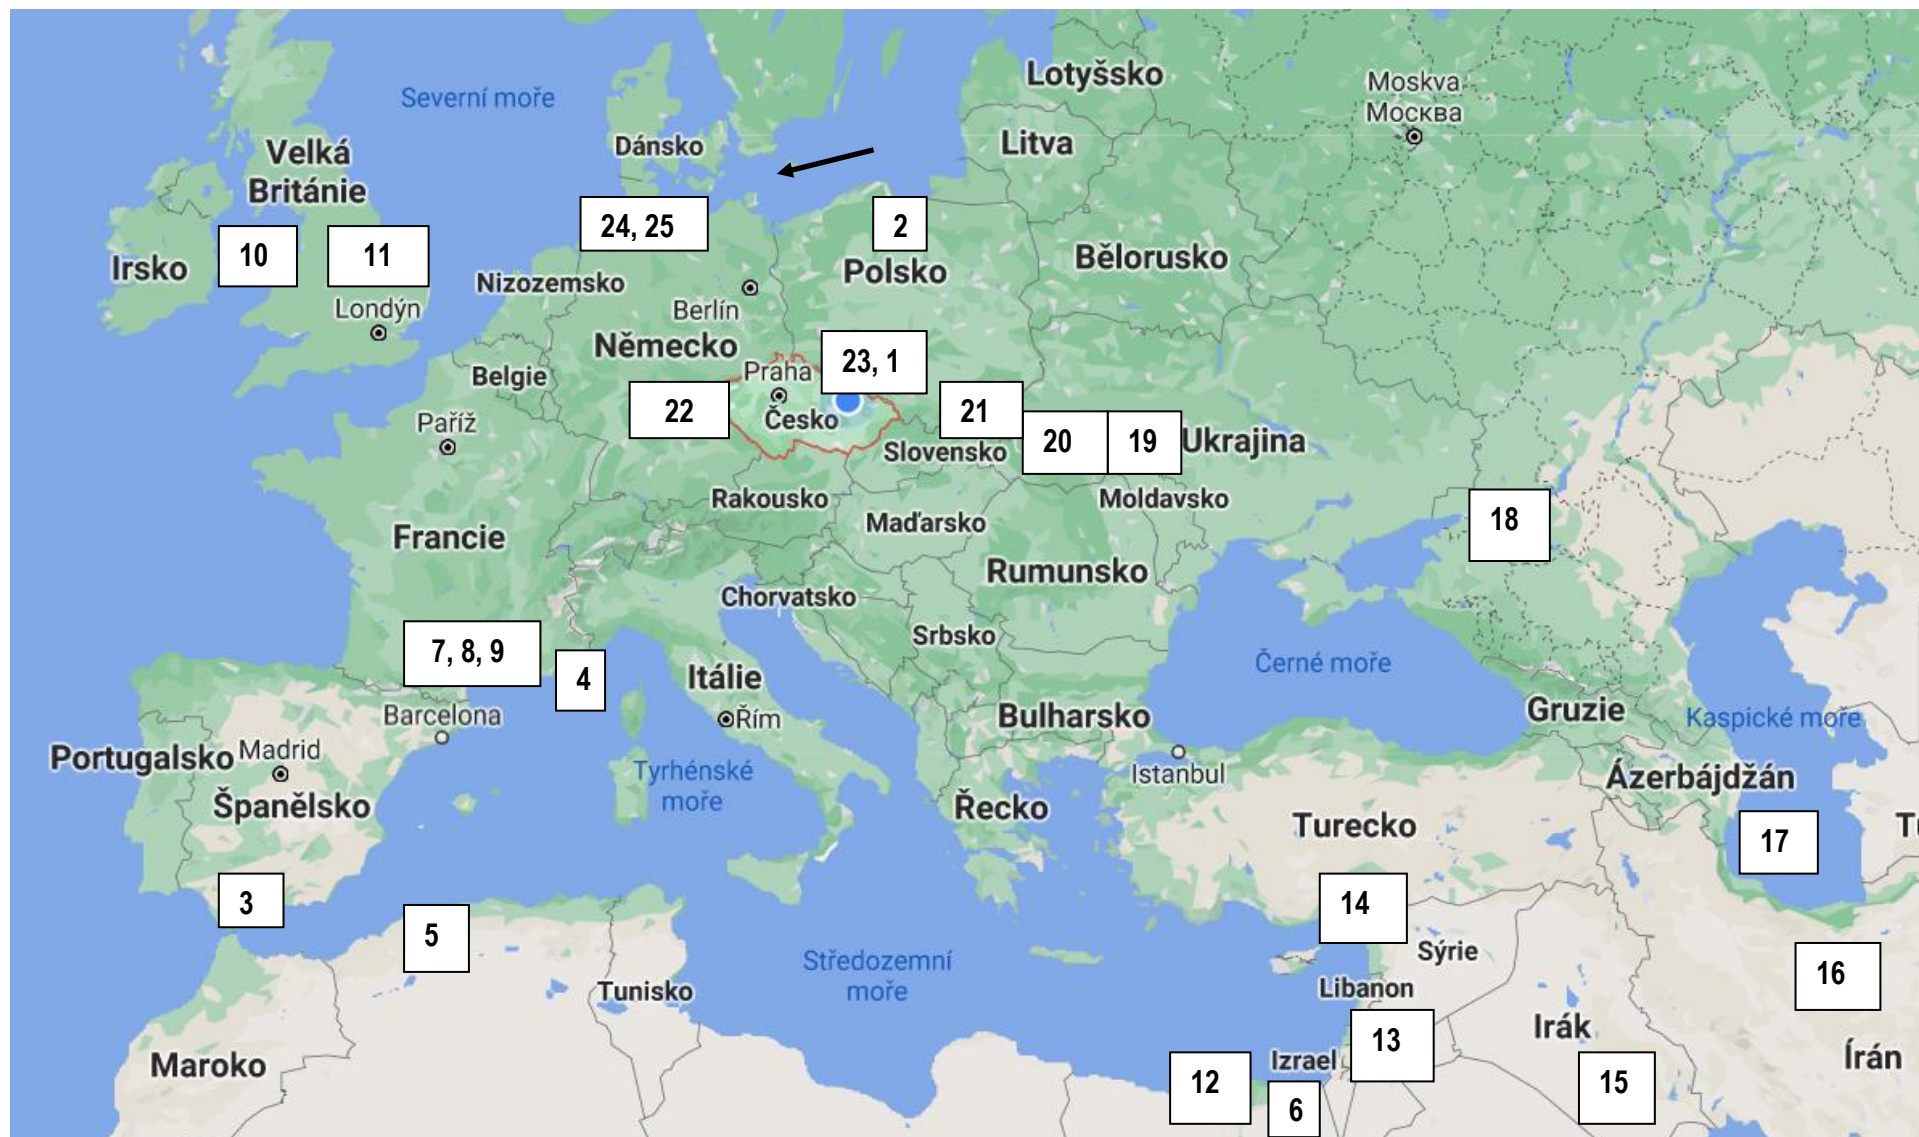 Lotyšsko
Moskva
Москва
Severní moře
Dánsko
Litva
Velká
Británie
24, 25
2
10
11
Irsko
Polsko
Bělorusko
Nizozemsko
Londýn
Berlín
Německo
23, 1
Praha
Belgie
22
Česko
21
Paříž
20
19
Ukrajina
Slovensko
Rakousko
Moldavsko
Maďarsko
18
Francie
Rumunsko
Chorvatsko
Srbsko
7, 8, 9
4
Itálie
Černé moře
Barcelona
Řím
Bulharsko
Gruzie
Kaspické moře
Portugalsko
Madrid
Tyrhénské
moře
Istanbul
Ázerbájdžán
Španělsko
Řecko
Turecko
17
3
5
14
Sýrie
Středozemní
moře
Tunisko
Libanon
16
Irák
13
Maroko
Izrael
Írán
12
6
15